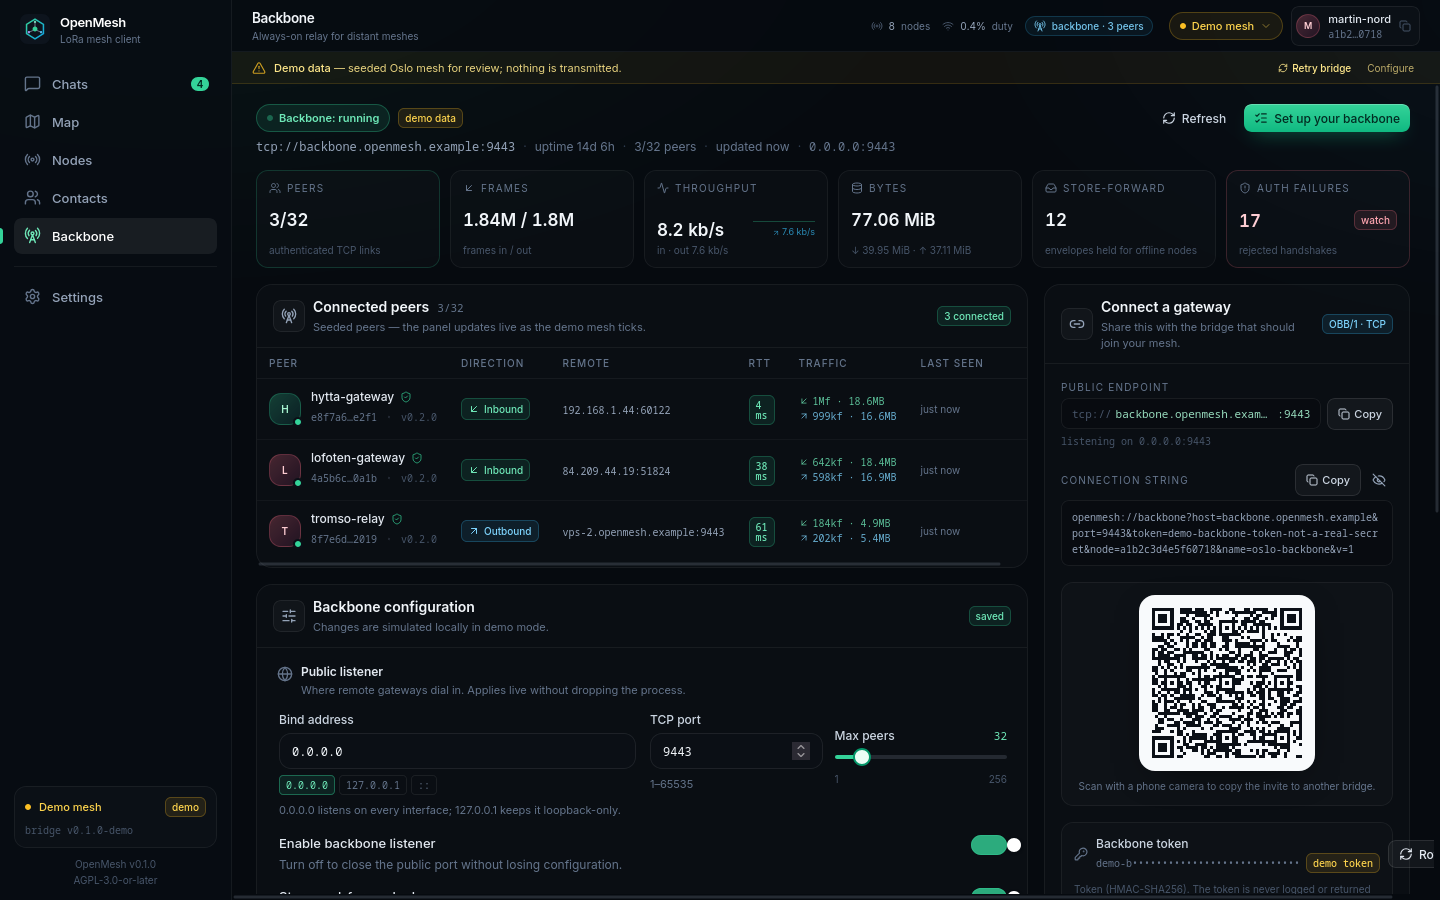 OpenMesh
LoRa mesh client
Chats
4
Map
Nodes
Contacts
Backbone
Settings
Demo mesh
demo
bridge v0.1.0-demo
OpenMesh v0.1.0
AGPL-3.0-or-later
Backbone
Always-on relay for distant meshes
8 nodes
0.4% duty
backbone · 3 peers
Demo mesh
M
martin-nord
a1b2…0718
Demo data — seeded Oslo mesh for review; nothing is transmitted.
Retry bridge
Configure
Backbone: running
demo data
Refresh
Set up your backbone
tcp://backbone.openmesh.example:9443 · uptime 14d 6h · 3/32 peers · updated now · 0.0.0.0:9443
PEERS
3/32
authenticated TCP links
FRAMES
1.84M / 1.8M
frames in / out
THROUGHPUT
8.2 kb/s
↗ 7.6 kb/s
in · out 7.6 kb/s
BYTES
77.06 MiB
↓ 39.95 MiB · ↑ 37.11 MiB
STORE-FORWARD
12
envelopes held for offline nodes
AUTH FAILURES
17
watch
rejected handshakes
Connected peers 3/32
Seeded peers — the panel updates live as the demo mesh ticks.
3 connected
PEER DIRECTION REMOTE RTT TRAFFIC LAST SEEN
H
hytta-gateway
e8f7a6…e2f1 · v0.2.0
Inbound
192.168.1.44:60122
4 ms
↙ 1Mf · 18.6MB
↗ 999kf · 16.6MB
just now
L
lofoten-gateway
4a5b6c…0a1b · v0.2.0
Inbound
84.209.44.19:51824
38 ms
↙ 642kf · 18.4MB
↗ 598kf · 16.9MB
just now
T
tromso-relay
8f7e6d…2019 · v0.2.0
Outbound
vps-2.openmesh.example:9443
61 ms
↙ 184kf · 4.9MB
↗ 202kf · 5.4MB
just now
Backbone configuration
Changes are simulated locally in demo mode.
saved
Public listener
Where remote gateways dial in. Applies live without dropping the process.
Bind address
0.0.0.0
0.0.0.0
127.0.0.1
::
0.0.0.0 listens on every interface; 127.0.0.1 keeps it loopback-only.
TCP port
9443
1–65535
Max peers
32
1
256
Enable backbone listener
Turn off to close the public port without losing configuration.
Connect a gateway
Share this with the bridge that should
join your mesh.
OBB/1 · TCP
PUBLIC ENDPOINT
tcp:// backbone.openmesh.exam… :9443
Copy
listening on 0.0.0.0:9443
CONNECTION STRING
Copy
openmesh://backbone?host=backbone.openmesh.example&
port=9443&token=demo-backbone-token-not-a-real-secr
et&node=a1b2c3d4e5f60718&name=oslo-backbone&v=1
Scan with a phone camera to copy the invite to another bridge.
Backbone token
demo-b••••••••••••••••••••••••••
demo token
Ro
Token (HMAC-SHA256). The token is never logged or returned